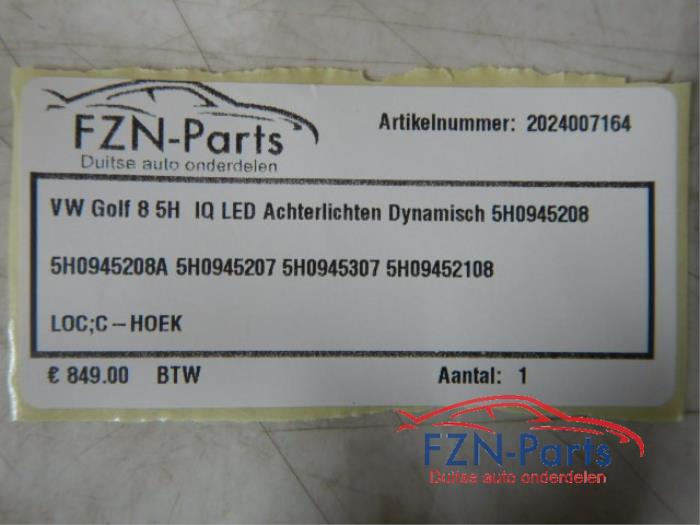 FZN-Parts
Duitse auto onderdelen
Artikelnummer: 2024007164
VW Golf 8 5H IQ LED Achterlichten Dynamisch 5H0945208
5H0945208A 5H0945207 5H0945307 5H09452108
LOC;C-HOEK
€ 849.00 BTW
Aantal: 1
FZN-Parts
Duitse auto onderdelen